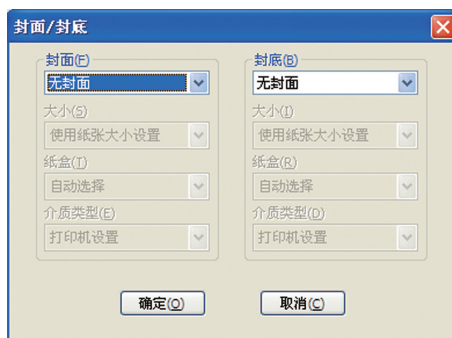 封面/封底
封面(F) 封底(B)
无封面 无封面
大小(S) 大小(I)
使用纸张大小设置 使用纸张大小设置
纸盒(T) 纸盒(R)
自动选择 自动选择
介质类型(E) 介质类型(D)
打印机设置 打印机设置
确定(O) 取消(C)